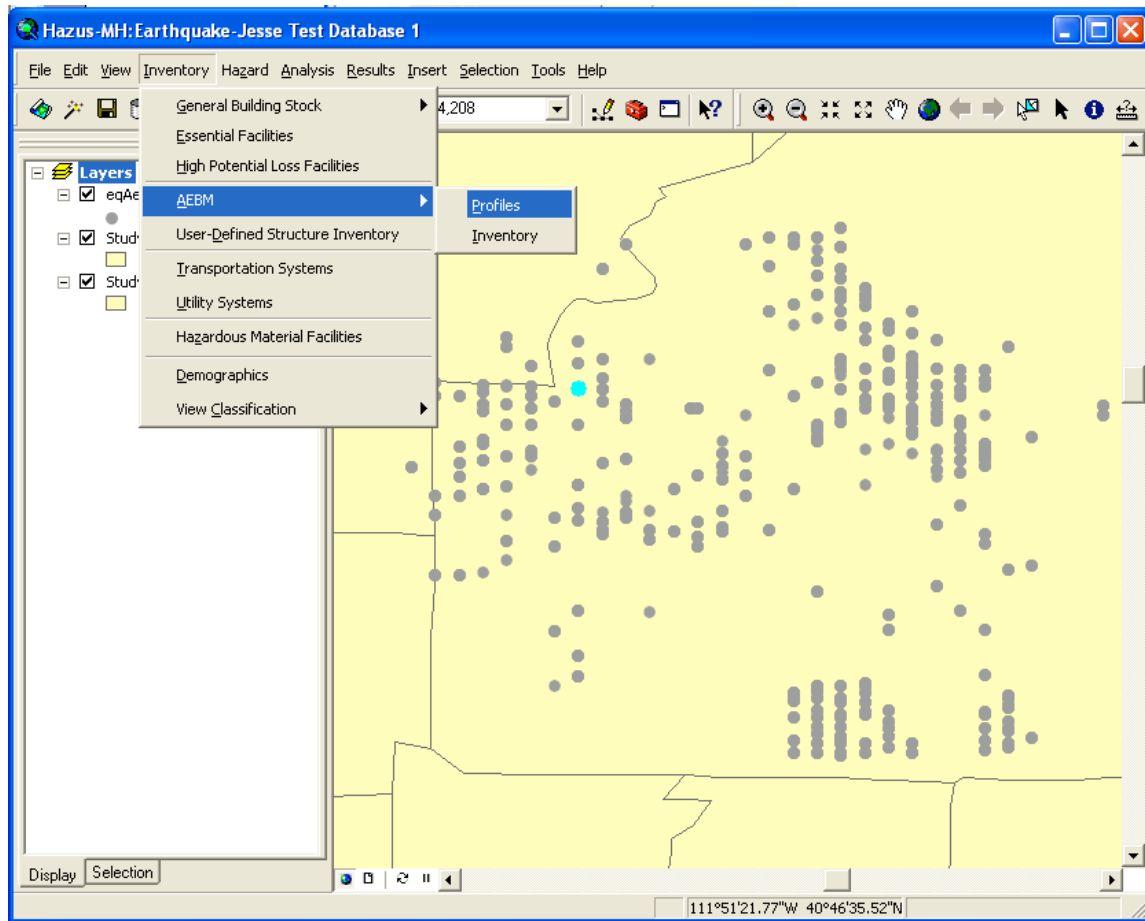 Hazus-MH:Earthquake-Jesse Test Database 1
File Edit View Inventory Hazard Analysis Results Insert Selection Tools Help
4,208
General Building Stock
Essential Facilities
High Potential Loss Facilities
AEBM
Profiles
Inventory
User-Defined Structure Inventory
Transportation Systems
Utility Systems
Hazardous Material Facilities
Demographics
View Classification
Layers
eqAe
Stud
Stud
Display Selection
111°51'21.77"W 40°46'35.52"N